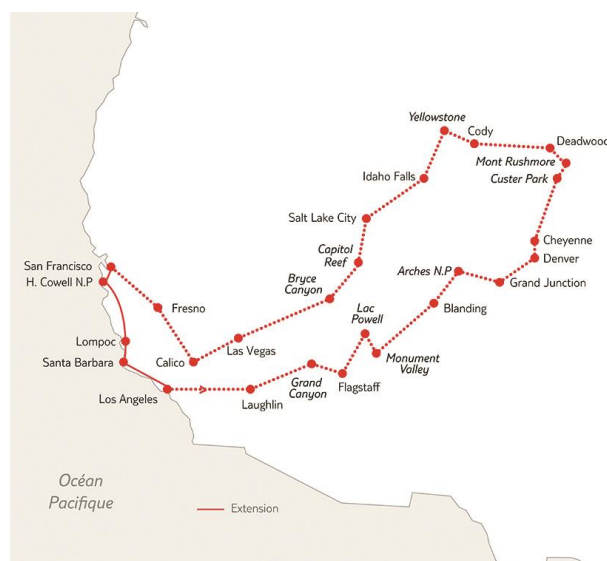 Yellowstone
Cody
Deadwood
Mont Rushmore
Custer Park
Idaho Falls
Salt Lake City
Capitol
Reef
Bryce
Canyon
Cheyenne
Denver
Arches N.P
Grand Junction
San Francisco
H. Cowell N.P
Fresno
Blanding
Lac
Powell
Las Vegas
Lompoc
Santa Barbara
Calico
Monument
Valley
Grand
Canyon
Flagstaff
Los Angeles
Laughlin
Océan
Pacifique
Extension